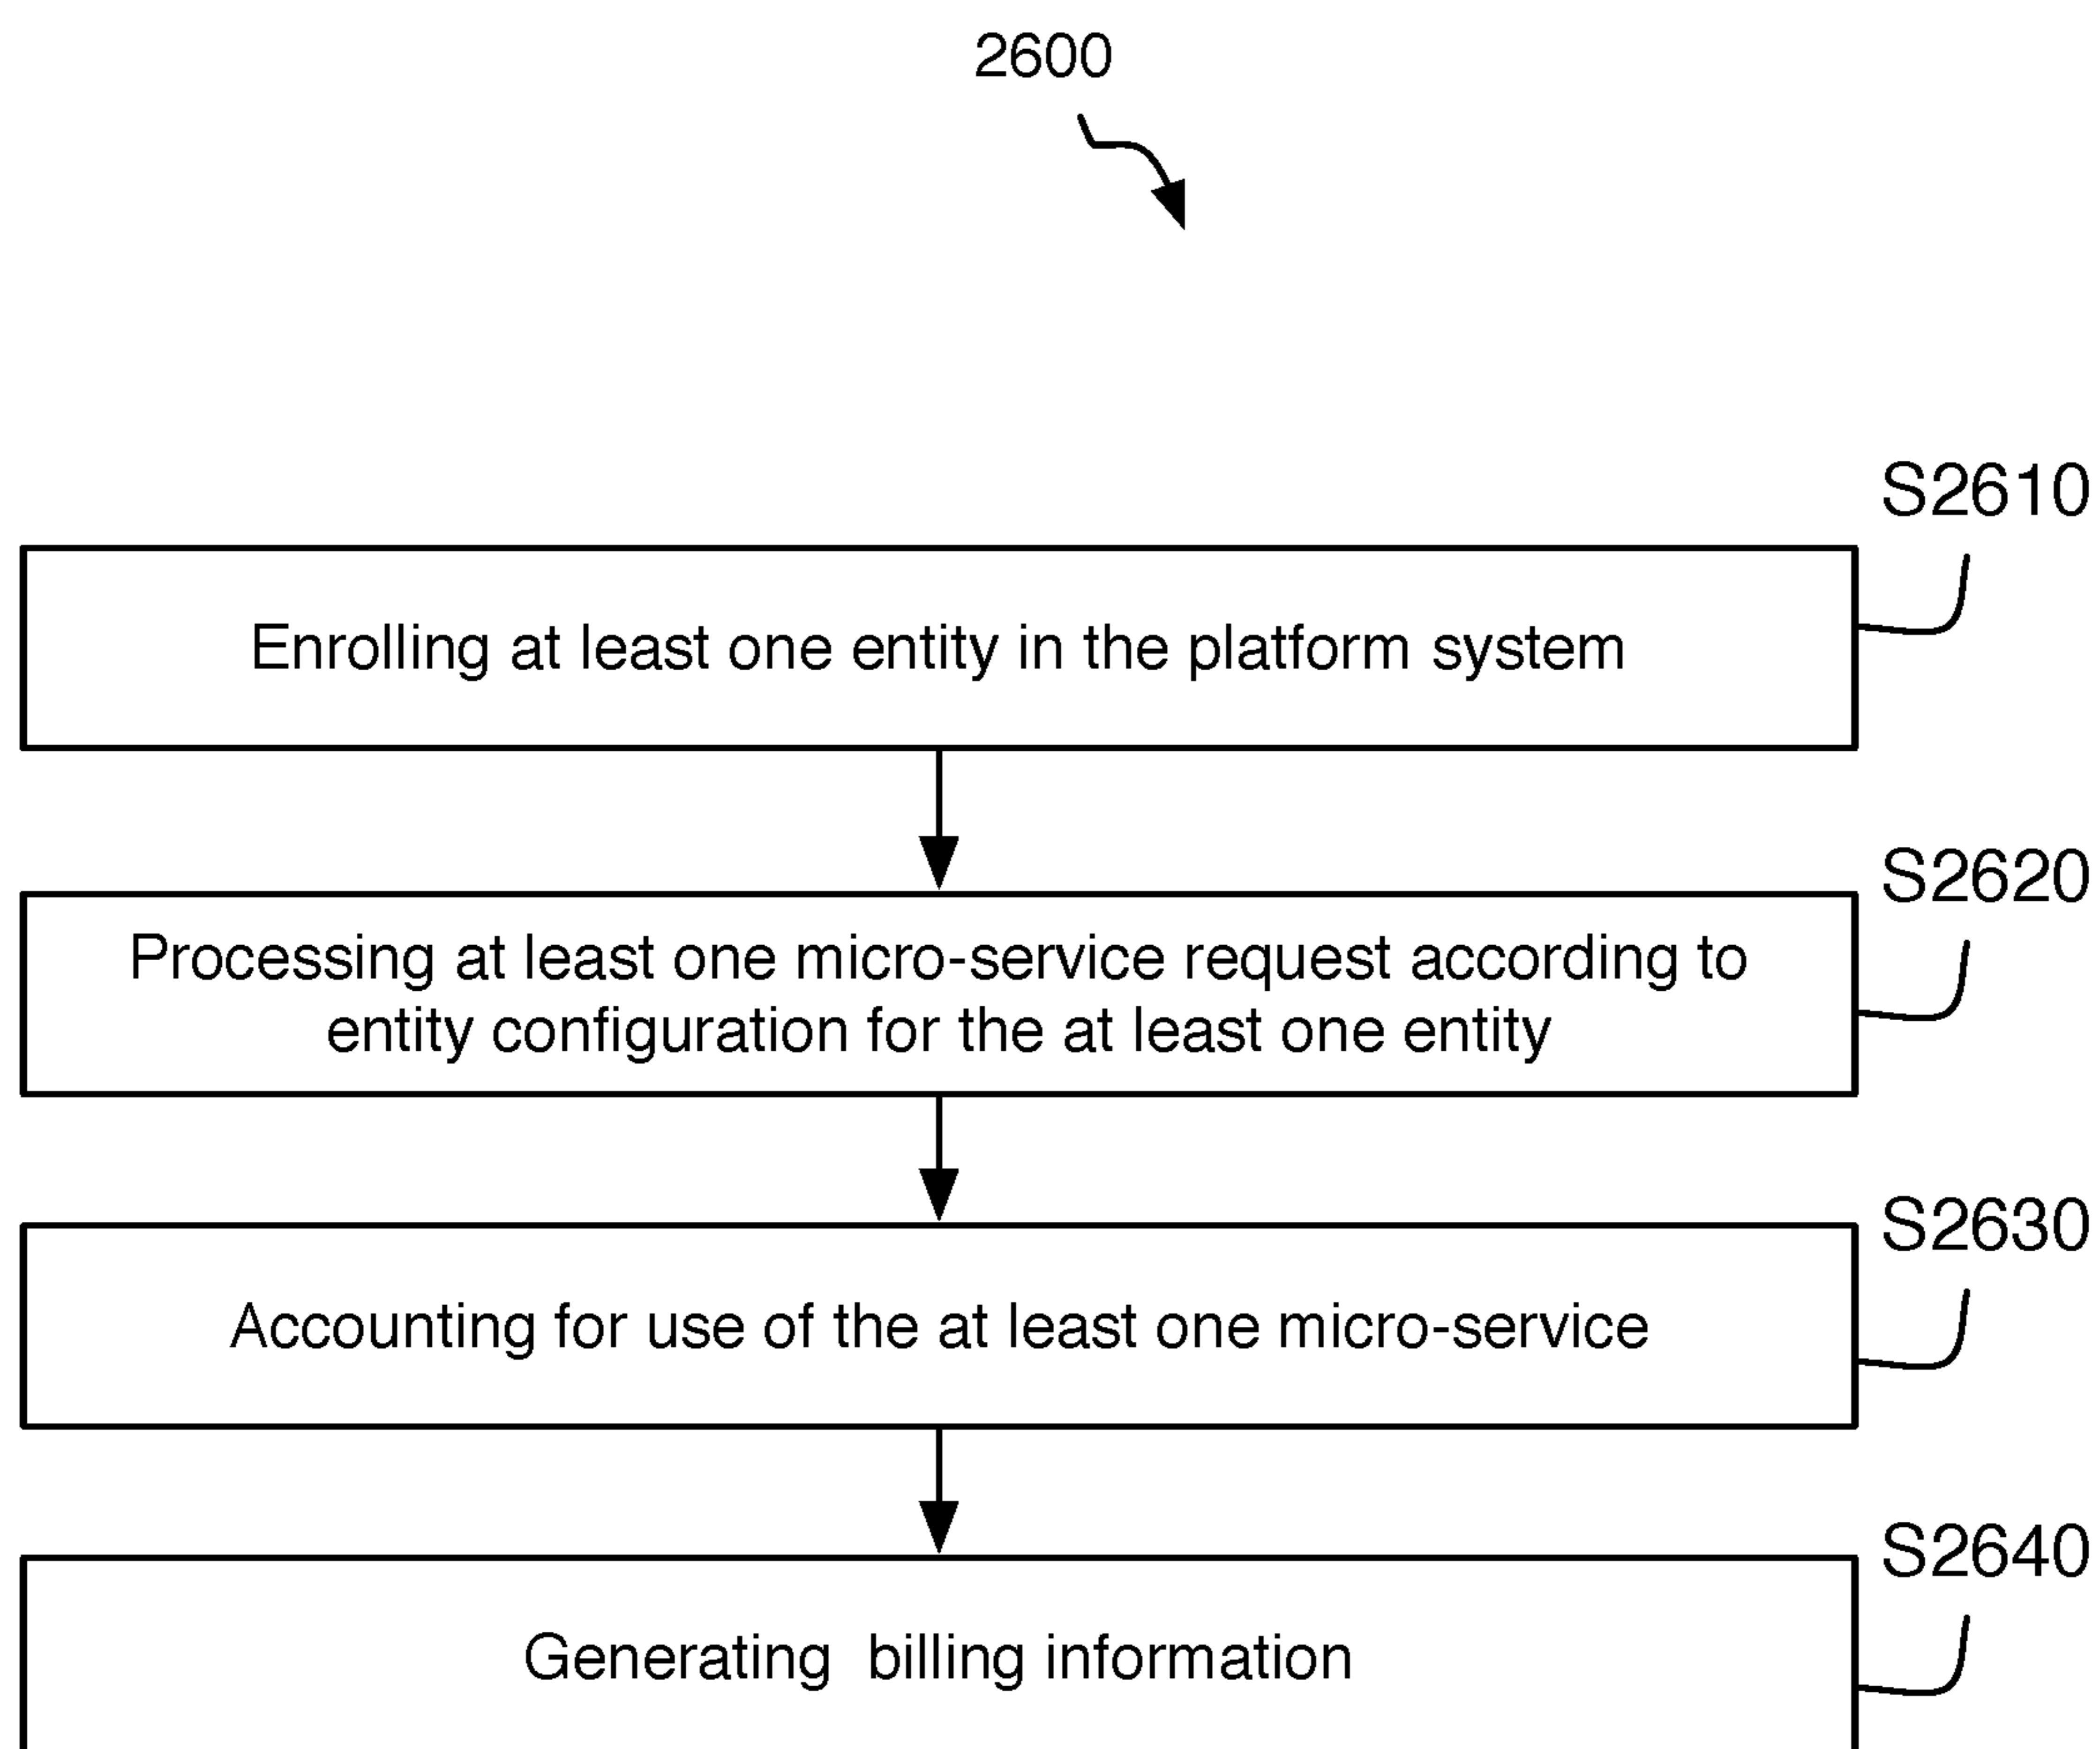 2600
S2610
Enrolling at least one entity in the platform system
S2620
Processing at least one micro-service request according to
entity configuration for the at least one entity
S2630
Accounting for use of the at least one micro-service
S2640
Generating billing information